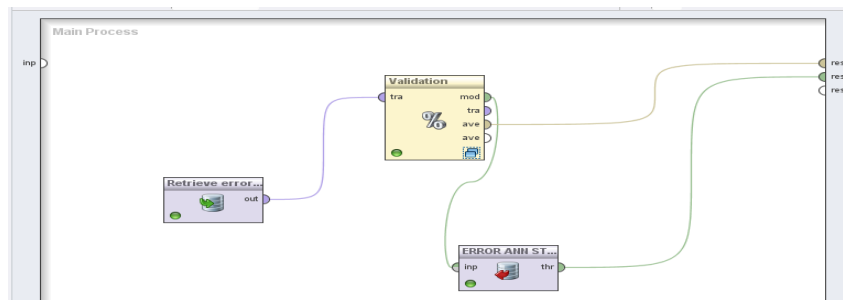 Main Process
inp
res
res
res
Validation
tra
mod
tra
ave
ave
Retrieve error...
out
ERROR ANN ST...
inp
thr